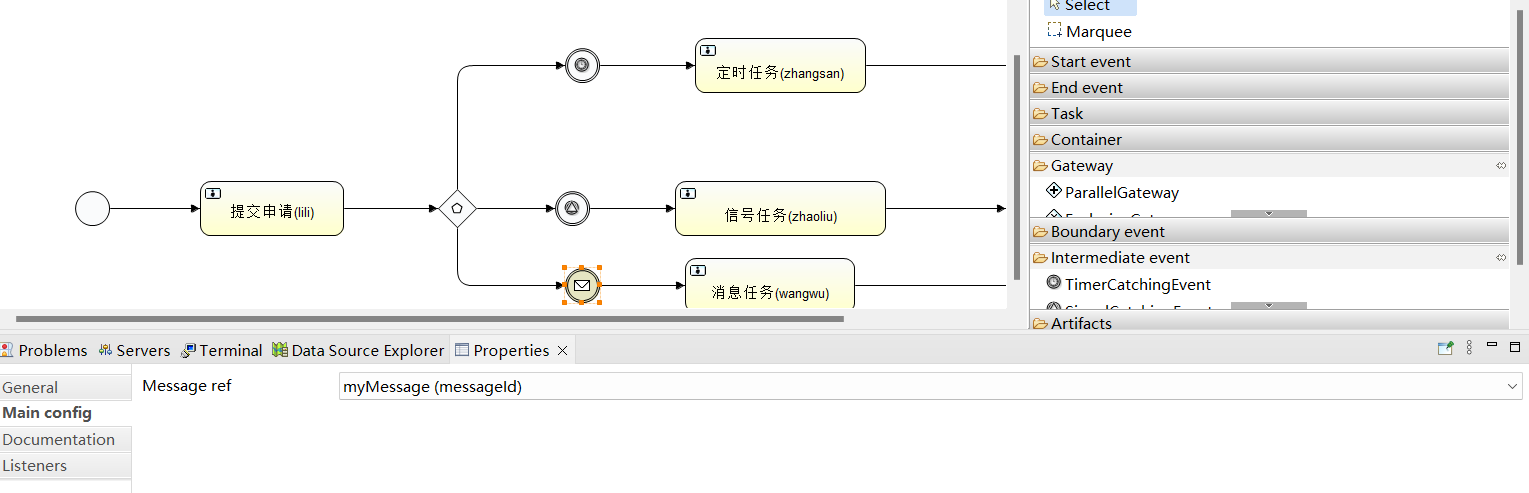 Select
Marquee
Start event
End event
Task
Container
Gateway
ParallelGateway
Boundary event
Intermediate event
TimerCatchingEvent
Artifacts
定时任务(zhangsan)
提交申请(lili)
信号任务(zhaoliu)
消息任务(wangwu)
Problems Servers Terminal Data Source Explorer Properties
General
Main config
Documentation
Listeners
Message ref myMessage (messageId)